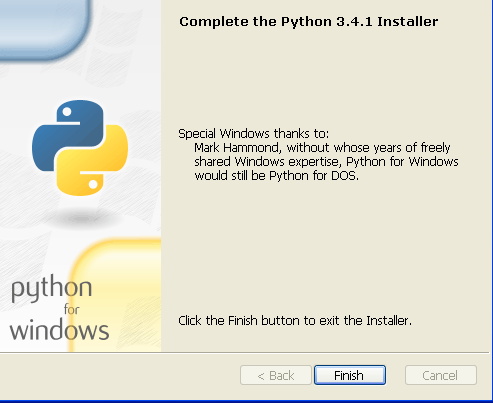 Complete the Python 3.4.1 Installer
Special Windows thanks to:
Mark Hammond, without whose years of freely
shared Windows expertise, Python for Windows
would still be Python for DOS.
python
for
windows
Click the Finish button to exit the Installer.
< Back
Finish
Cancel